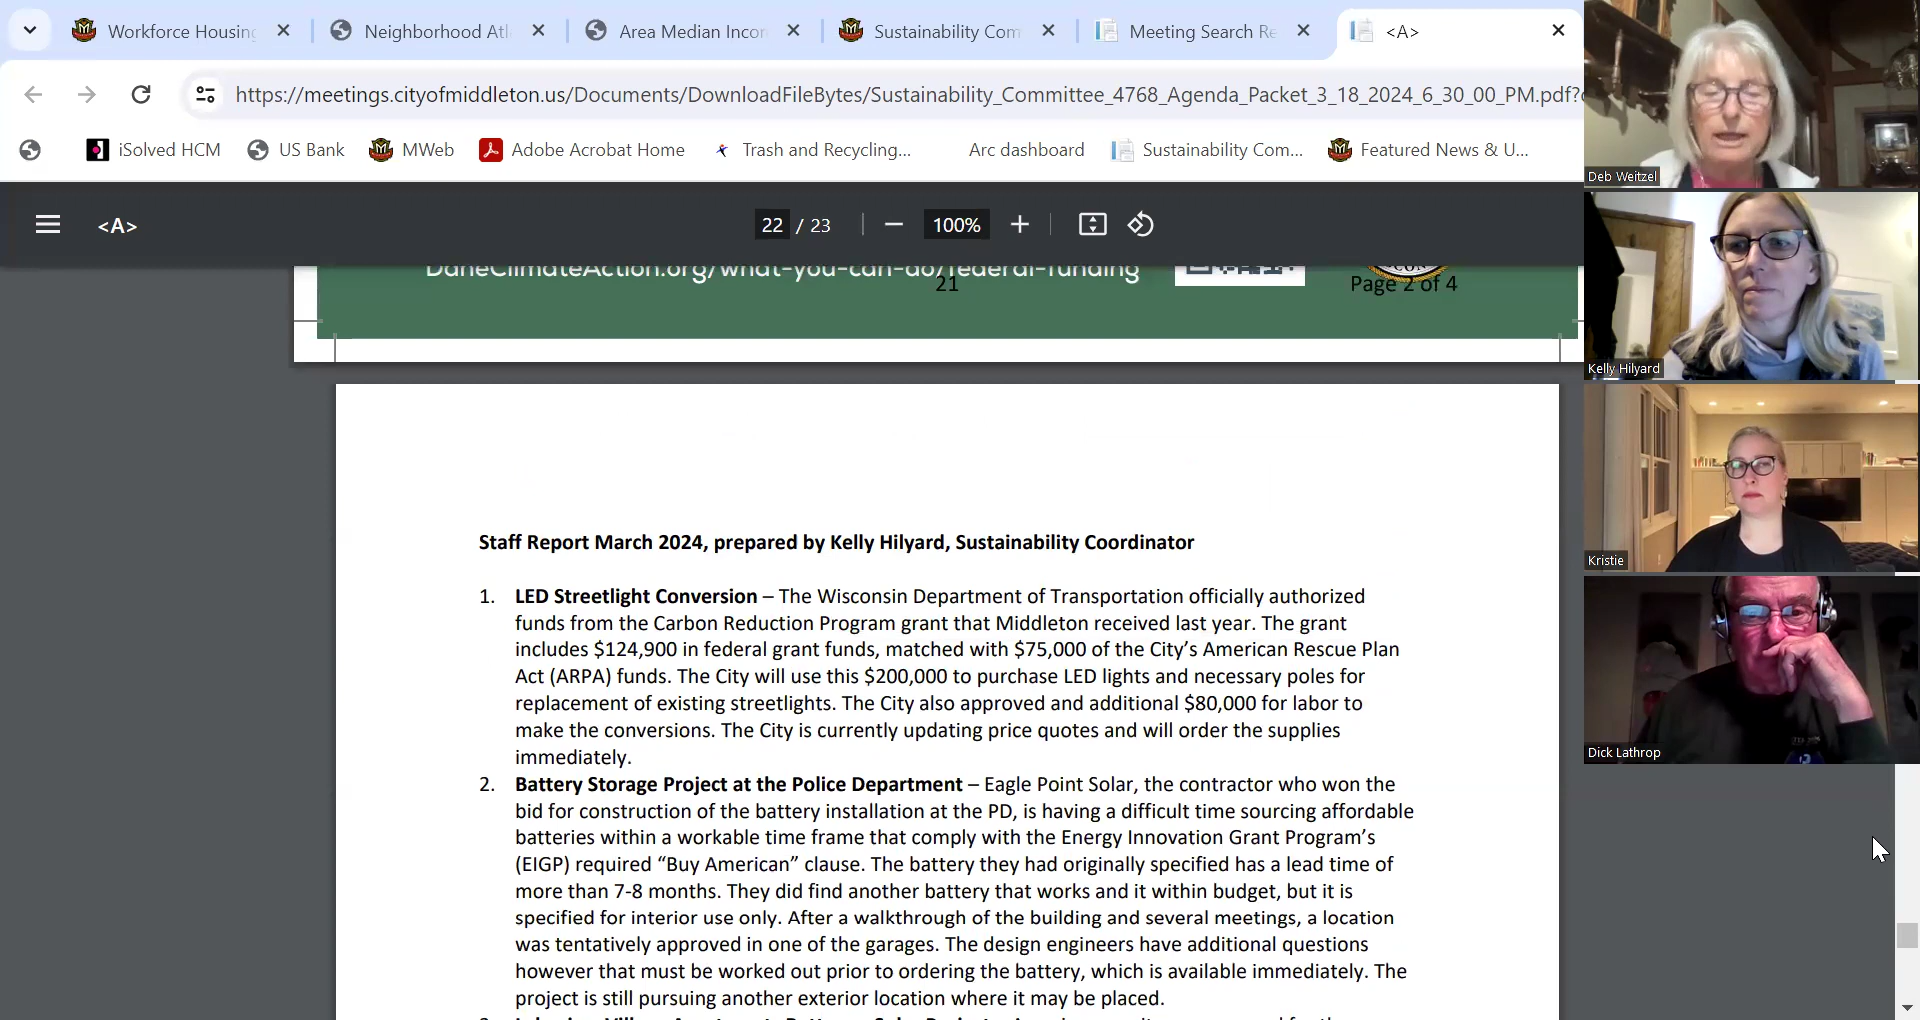 Workforce Housing
Neighborhood Atl
Area Median Incon
Sustainability Com
Meeting Search Re
<A>
https://meetings.cityofmiddleton.us/Documents/DownloadFileBytes/Sustainability_Committee_4768_Agenda_Packet_3_18_2024_6_30_00_PM.pdf?
iSolved HCM
US Bank
MWeb
Adobe Acrobat Home
Trash and Recycling...
Arc dashboard
Sustainability Com...
Featured News & U...
<A>
22 / 23
100%
DaneClimateAction.org/what-you-can-do/federal-funding
21
Page 2 of 4
Staff Report March 2024, prepared by Kelly Hilyard, Sustainability Coordinator
1. LED Streetlight Conversion – The Wisconsin Department of Transportation officially authorized
funds from the Carbon Reduction Program grant that Middleton received last year. The grant
includes $124,900 in federal grant funds, matched with $75,000 of the City’s American Rescue Plan
Act (ARPA) funds. The City will use this $200,000 to purchase LED lights and necessary poles for
replacement of existing streetlights. The City also approved and additional $80,000 for labor to
make the conversions. The City is currently updating price quotes and will order the supplies
immediately.
2. Battery Storage Project at the Police Department – Eagle Point Solar, the contractor who won the
bid for construction of the battery installation at the PD, is having a difficult time sourcing affordable
batteries within a workable time frame that comply with the Energy Innovation Grant Program’s
(EIGP) required “Buy American” clause. The battery they had originally specified has a lead time of
more than 7-8 months. They did find another battery that works and it within budget, but it is
specified for interior use only. After a walkthrough of the building and several meetings, a location
was tentatively approved in one of the garages. The design engineers have additional questions
however that must be worked out prior to ordering the battery, which is available immediately. The
project is still pursuing another exterior location where it may be placed.
Deb Weitzel
Kelly Hilyard
Kristie
Dick Lathrop